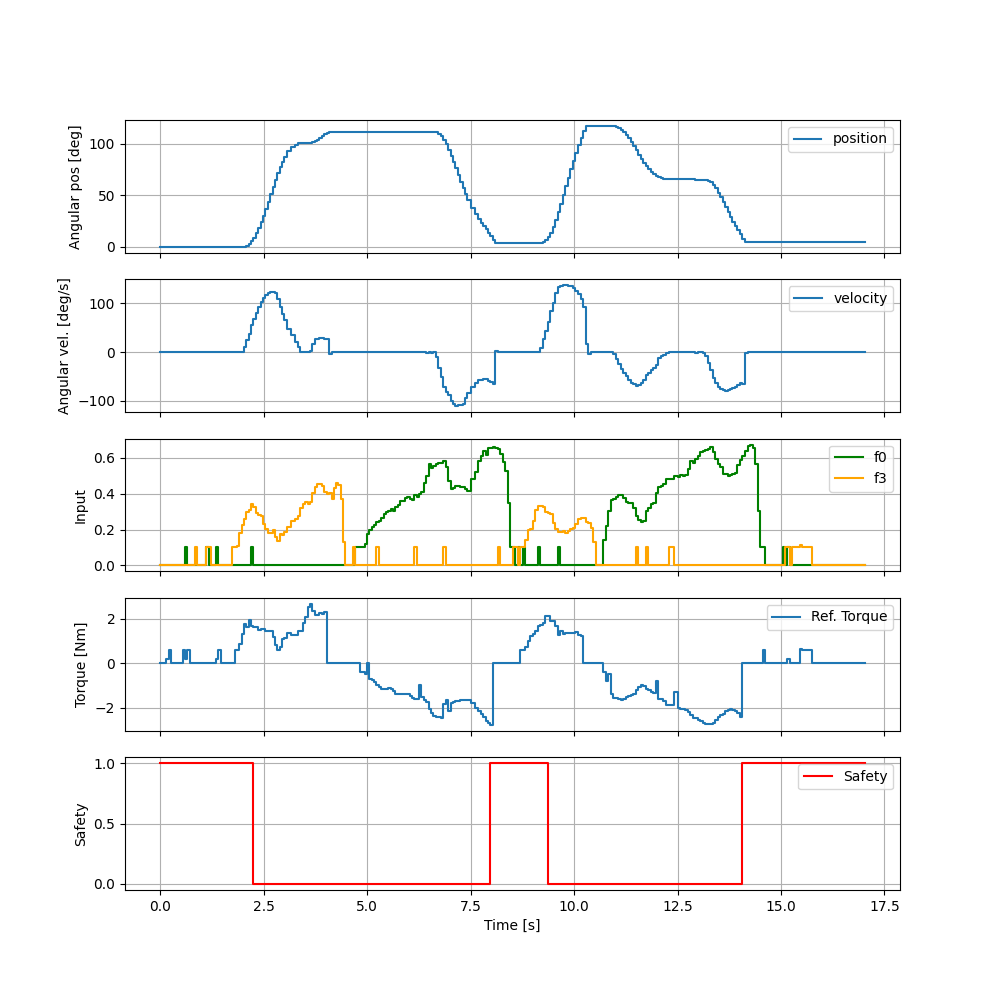 Angular pos [deg]
100
50
0
position
Angular vel. [deg/s]
100
0
−100
velocity
Input
0.6
0.4
0.2
0.0
f0
f3
Torque [Nm]
2
0
−2
Ref. Torque
Safety
1.0
0.5
0.0
Safety
0.0 2.5 5.0 7.5 10.0 12.5 15.0 17.5
Time [s]